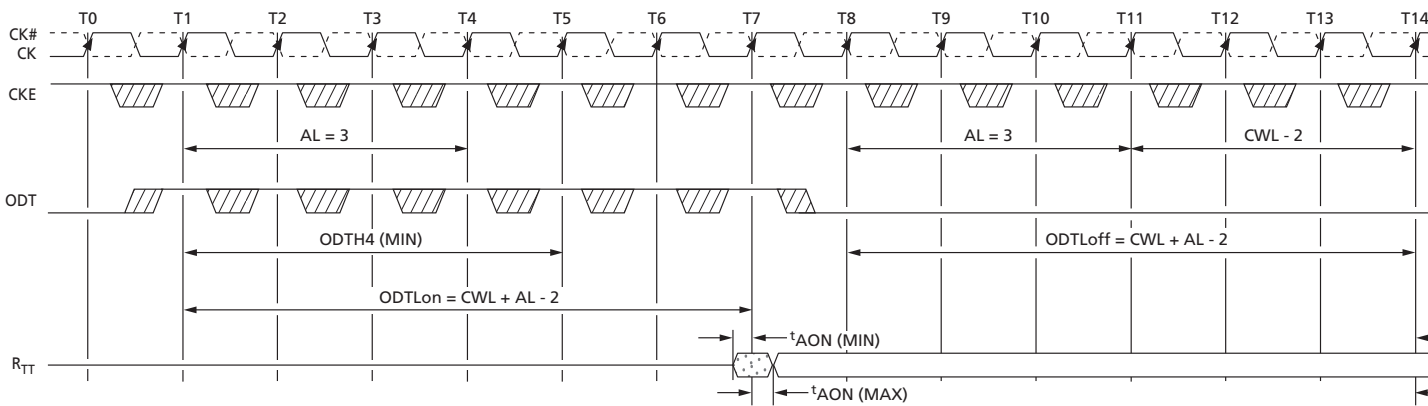 T0 T1 T2 T3 T4 T5 T6 T7 T8 T9 T10 T11 T12 T13 T14
CK#
CK
CKE
AL = 3
AL = 3
CWL - 2
ODT
ODTH4 (MIN)
ODTLoff = CWL + AL - 2
ODTLon = CWL + AL - 2
tAON (MIN)
RTT
tAON (MAX)